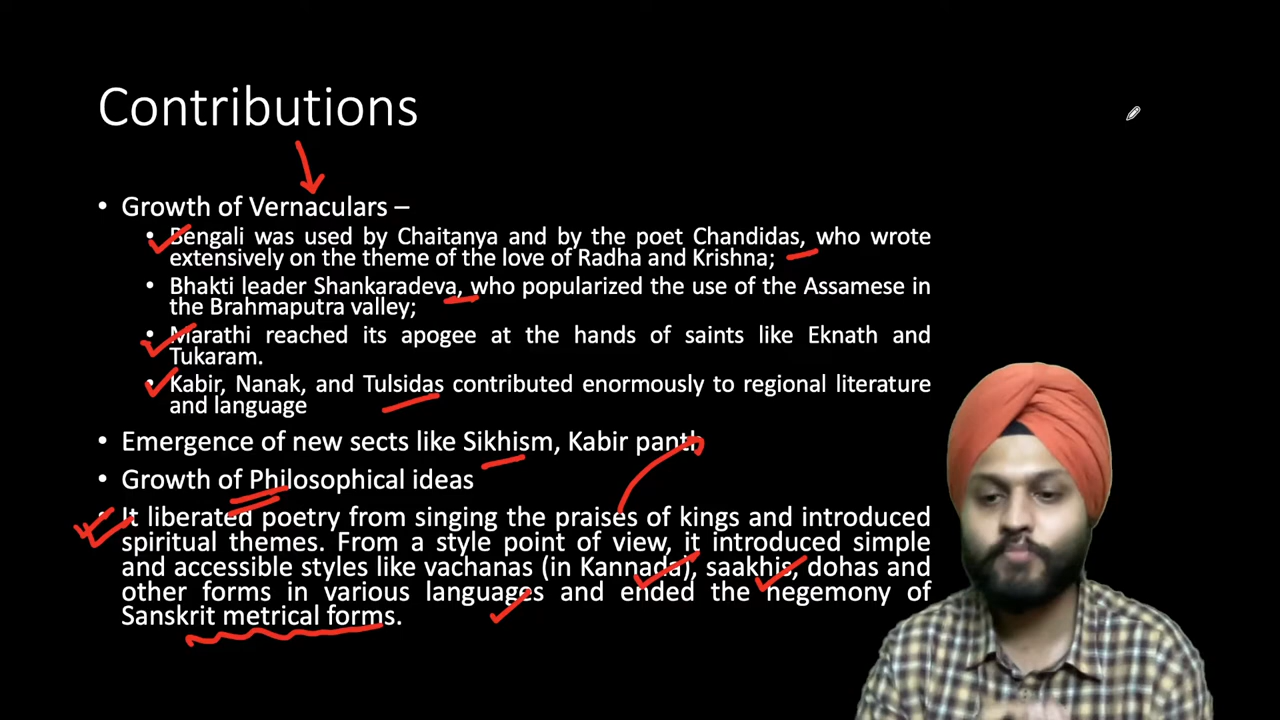 Contributions
• Growth of Vernaculars –
• Bengali was used by Chaitanya and by the poet Chandidas, who wrote
extensively on the theme of the love of Radha and Krishna;
• Bhakti leader Shankaradeva, who popularized the use of the Assamese in
the Brahmaputra valley;
• Marathi reached its apogee at the hands of saints like Eknath and
Tukaram.
• Kabir, Nanak, and Tulsidas contributed enormously to regional literature
and language
• Emergence of new sects like Sikhism, Kabir panth
• Growth of Philosophical ideas
• It liberated poetry from singing the praises of kings and introduced
spiritual themes. From a style point of view, it introduced simple
and accessible styles like vachanas (in Kannada), saakhis, dohas and
other forms in various languages and ended the hegemony of
Sanskrit metrical forms.